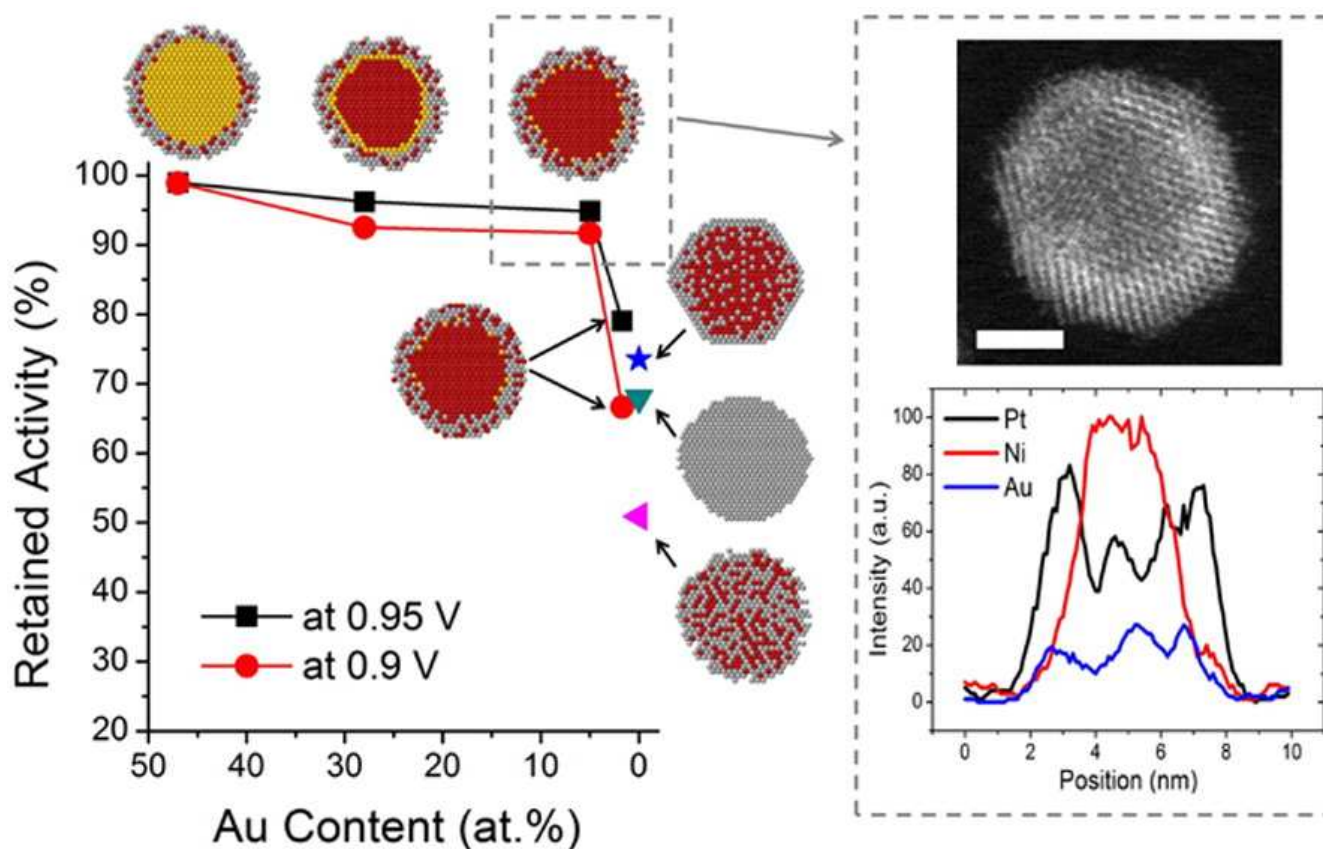 100
90
80
70
60
50
40
30
20
50 40 30 20 10 0
Retained Activity (%)
Au Content (at.%)
at 0.95 V
at 0.9 V
100
80
60
40
20
0
0 2 4 6 8 10
Intensity (a.u.)
Position (nm)
Pt
Ni
Au